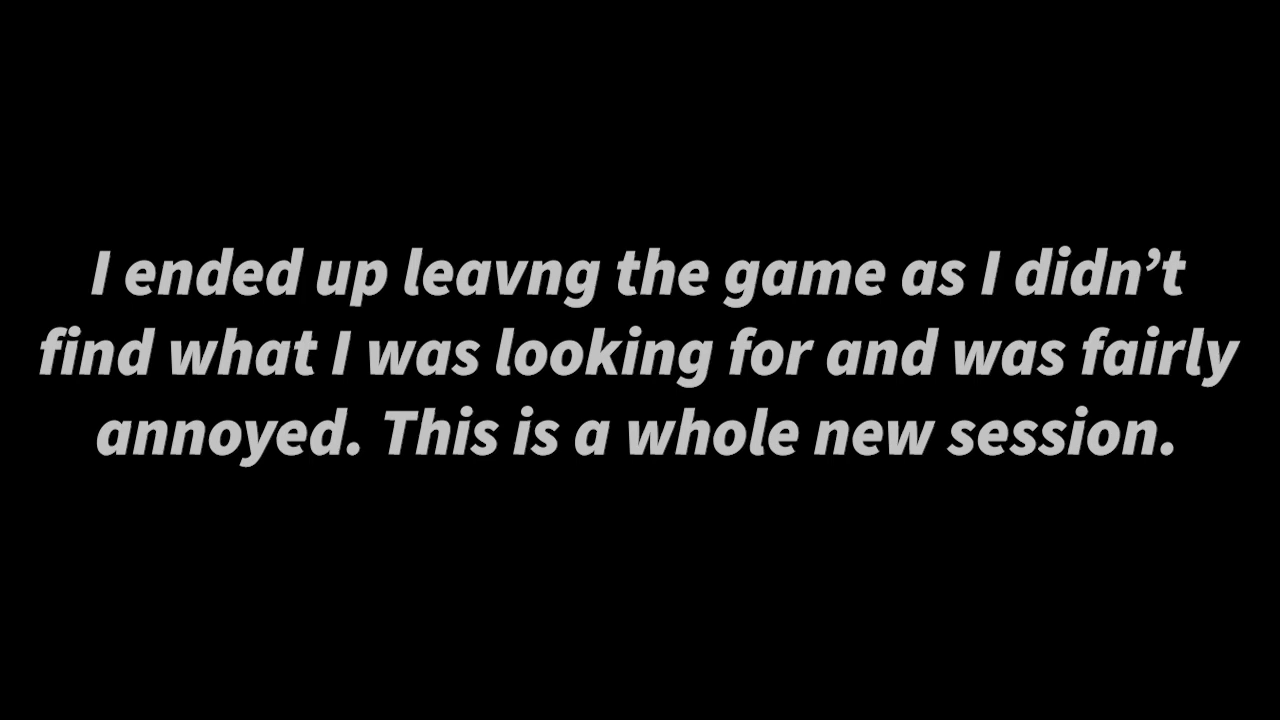 I ended up leavng the game as I didn’t
find what I was looking for and was fairly
annoyed. This is a whole new session.